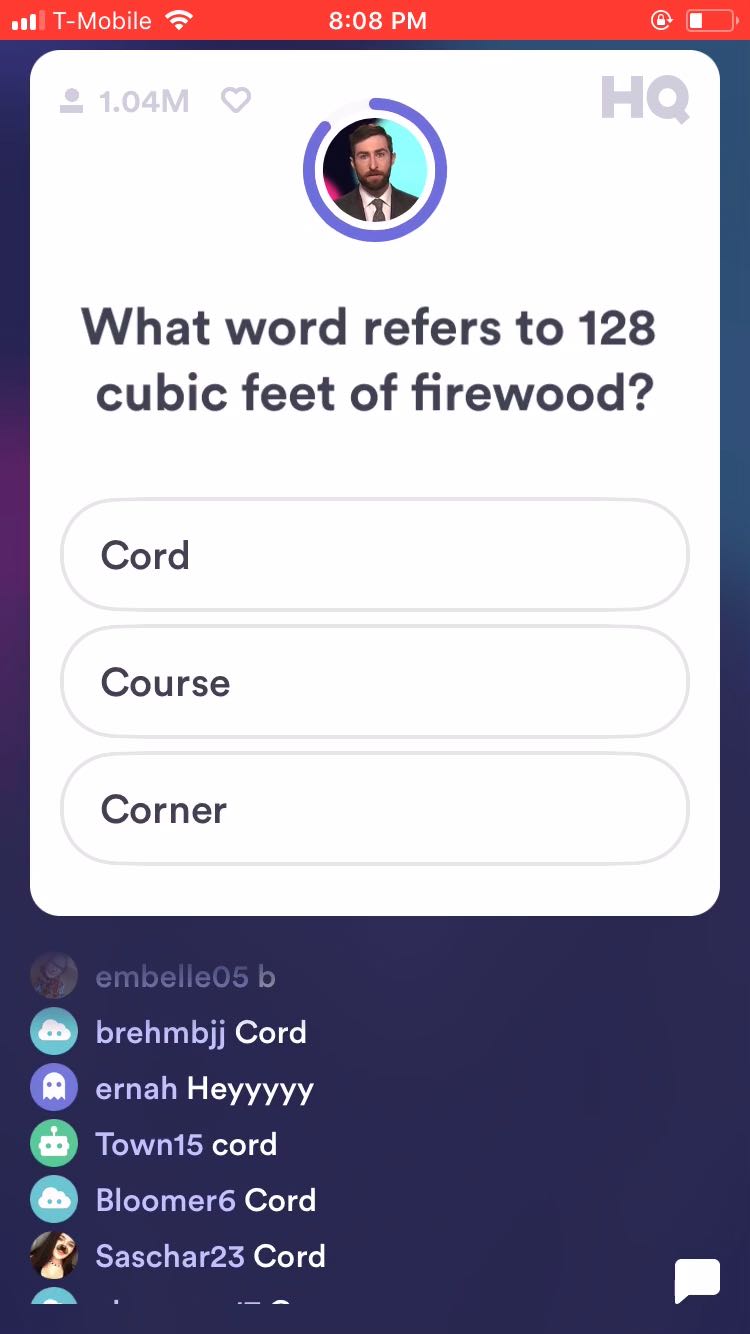 T-Mobile 8:08 PM
1.04M HQ
What word refers to 128
cubic feet of firewood?
Cord
Course
Corner
embelle05 b
brehmbjj Cord
ernah Heyyyyy
Town15 cord
Bloomer6 Cord
Saschar23 Cord